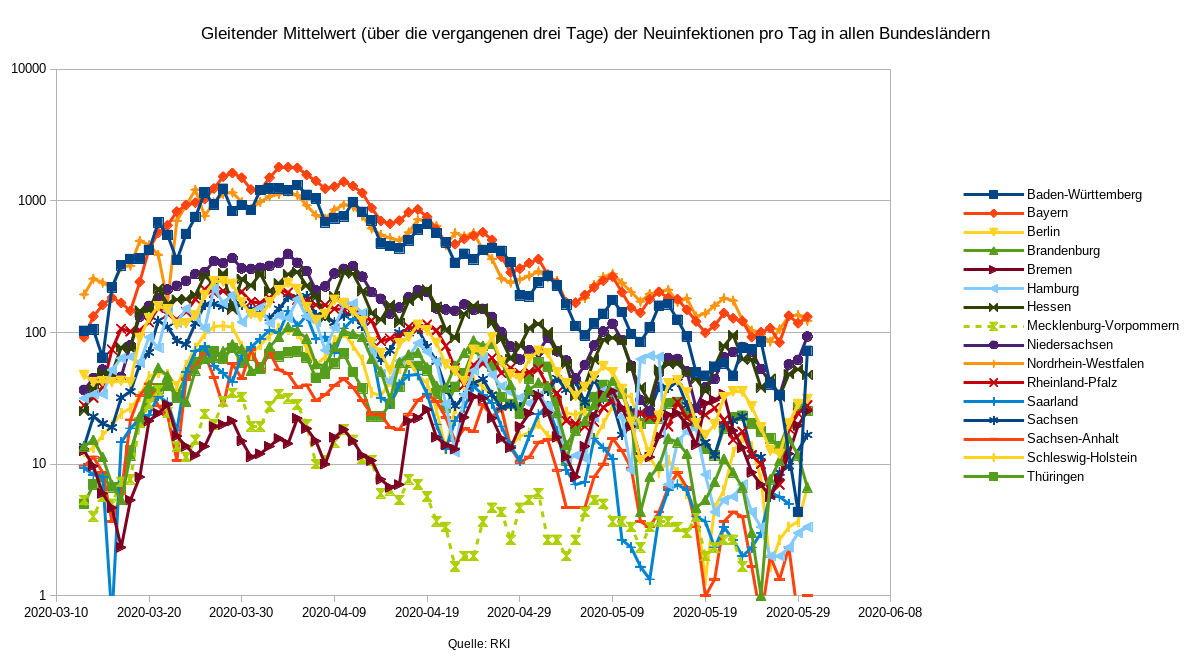 Gleitender Mittelwert (über die vergangenen drei Tage) der Neuinfektionen pro Tag in allen Bundesländern
10000
1000
100
10
1
2020-03-10
2020-03-20
2020-03-30
2020-04-09
2020-04-19
2020-04-29
2020-05-09
2020-05-19
2020-05-29
2020-06-08
Quelle: RKI
Baden-Württemberg
Bayern
Berlin
Brandenburg
Bremen
Hamburg
Hessen
Mecklenburg-Vorpommern
Niedersachsen
Nordrhein-Westfalen
Rheinland-Pfalz
Saarland
Sachsen
Sachsen-Anhalt
Schleswig-Holstein
Thüringen